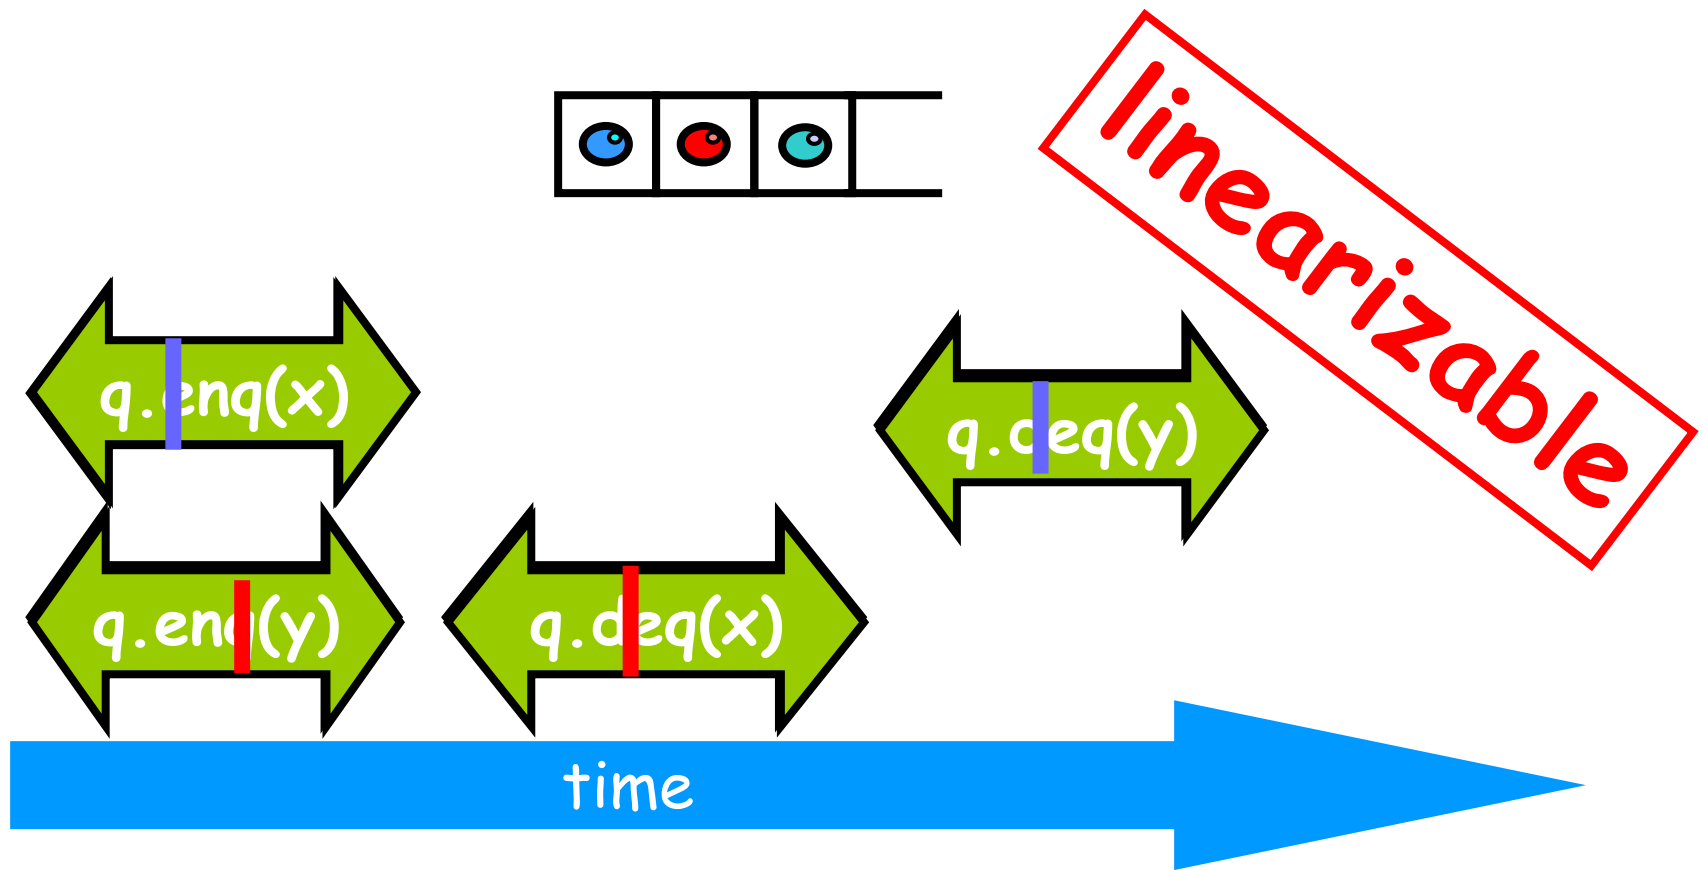 linearizable
q.enq(x)
q.deq(y)
q.enq(y)
q.deq(x)
time